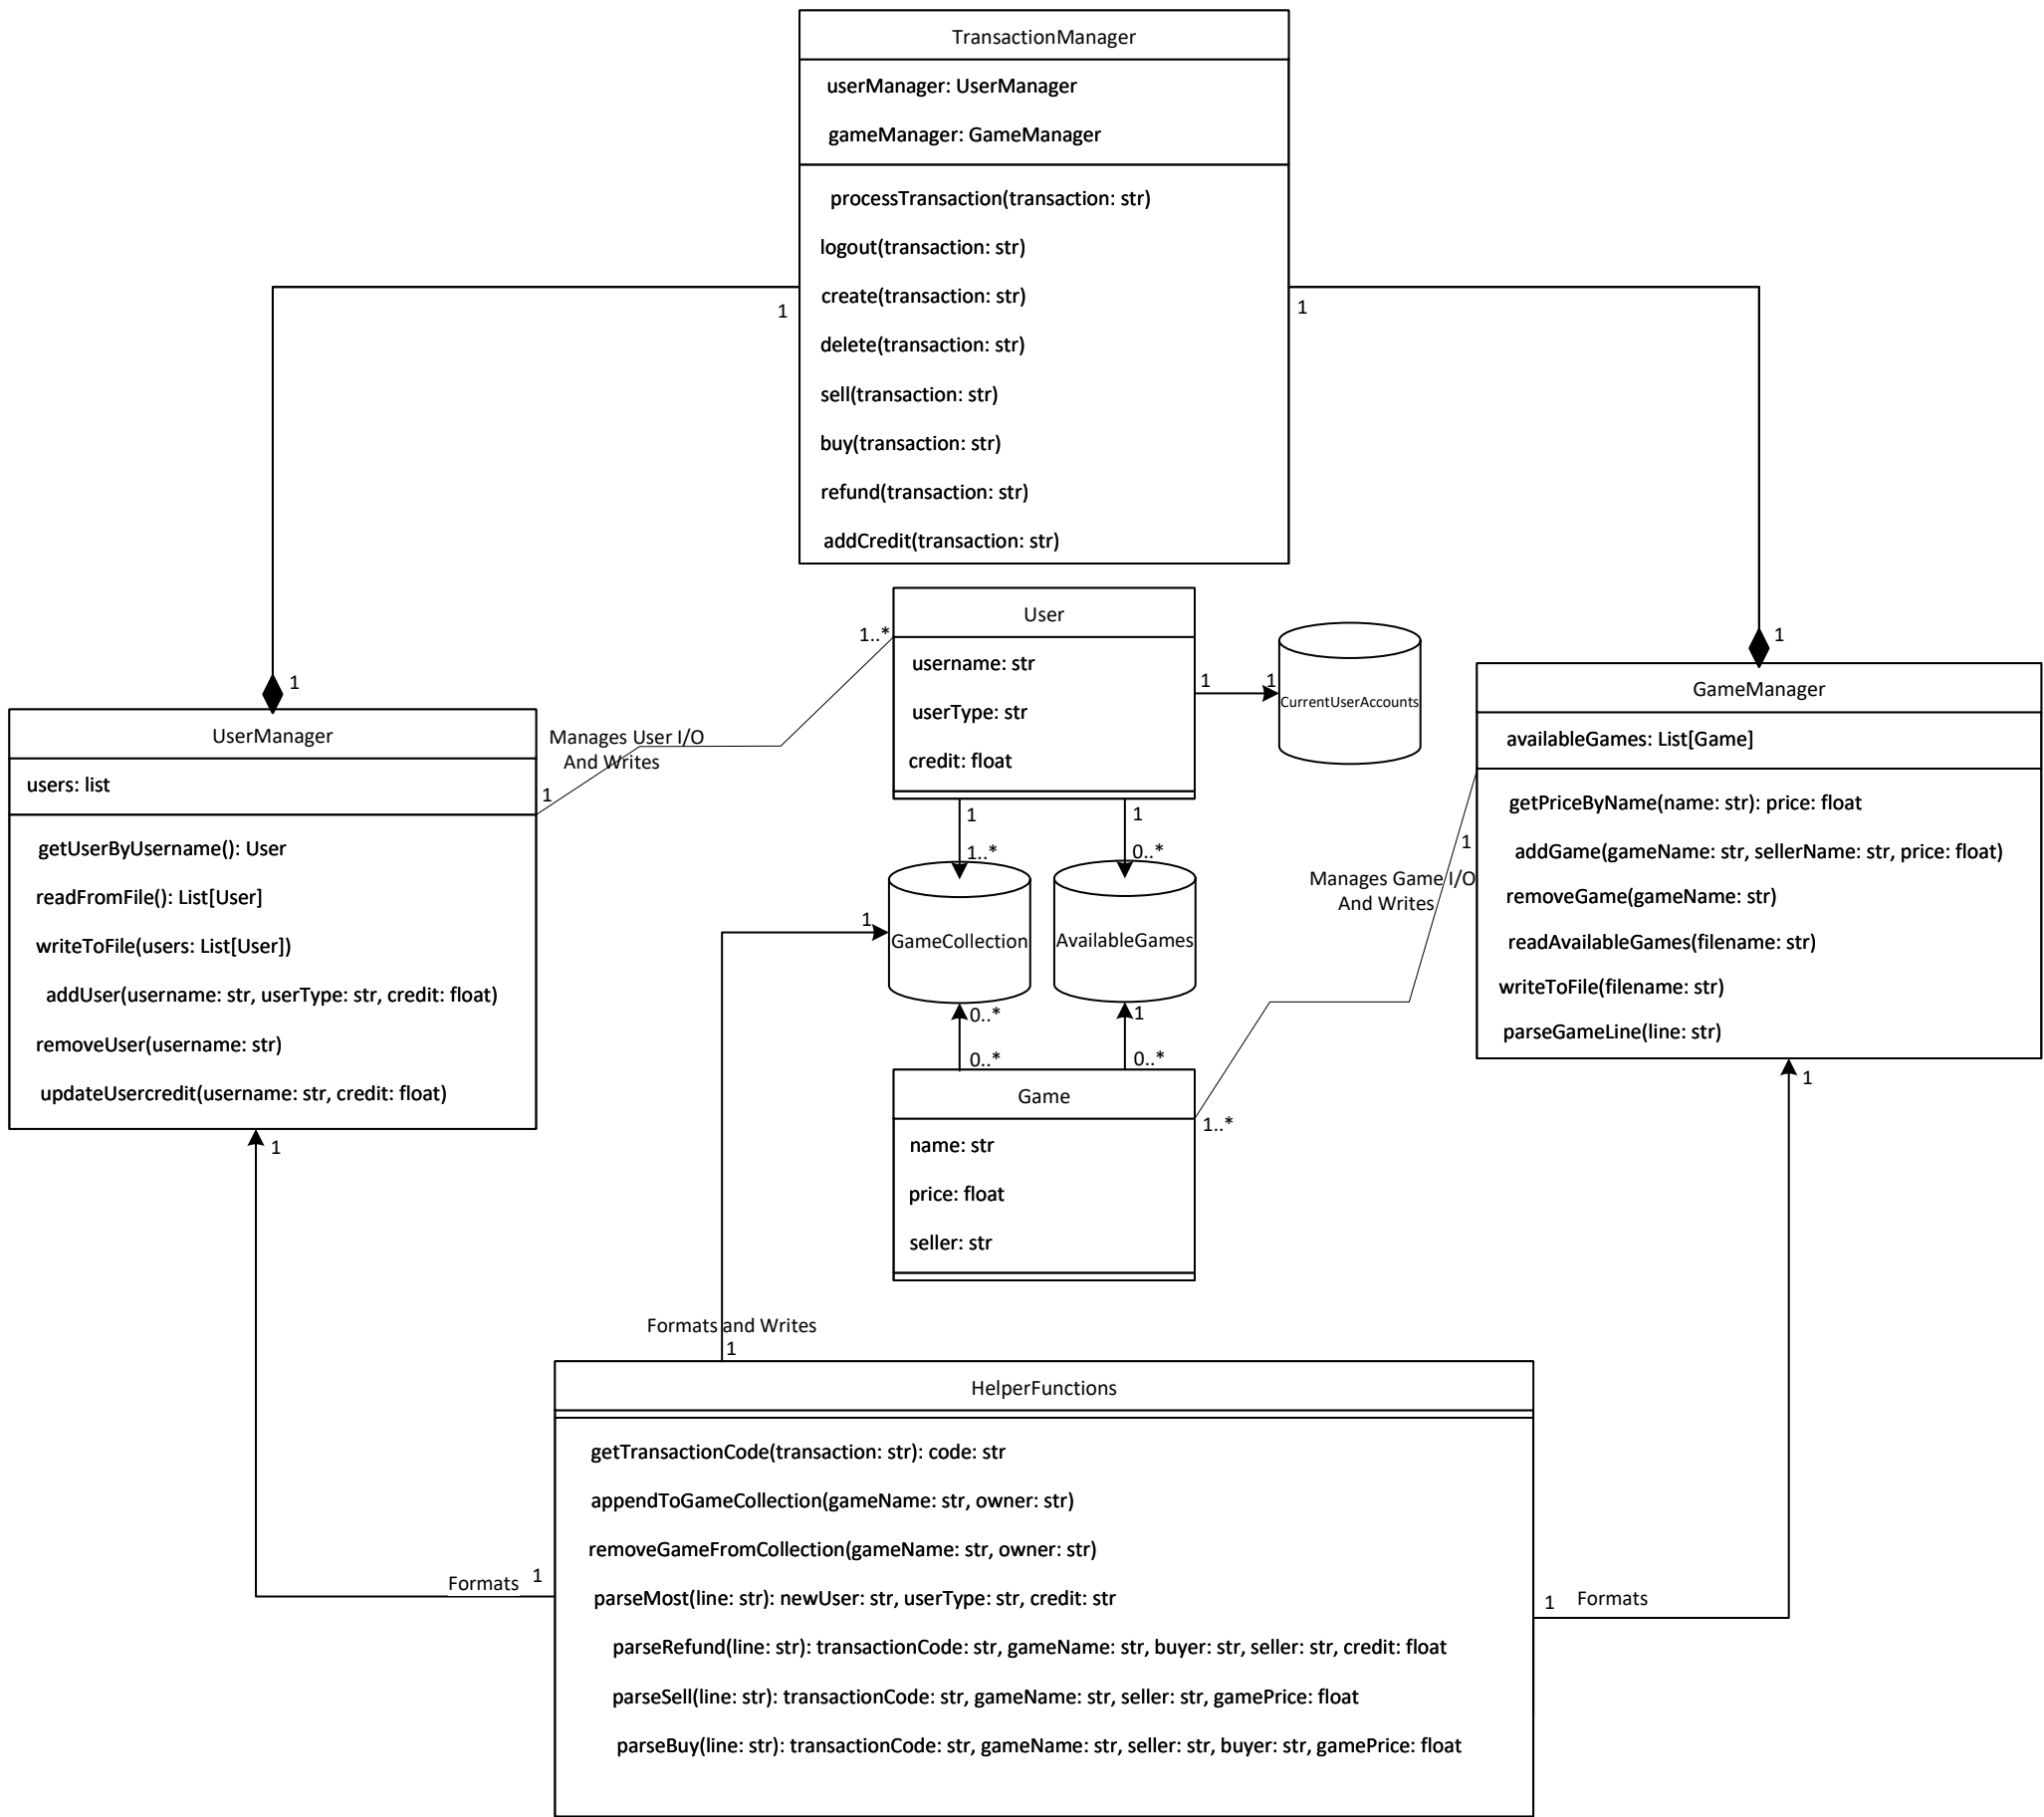 TransactionManager
userManager: UserManager
gameManager: GameManager
processTransaction(transaction: str)
logout(transaction: str)
create(transaction: str)
delete(transaction: str)
sell(transaction: str)
buy(transaction: str)
refund(transaction: str)
addCredit(transaction: str)
1
1
1
1
User
username: str
userType: str
credit: float
1..*
1
1
CurrentUserAccounts
UserManager
users: list
getUserByUsername(): User
readFromFile(): List[User]
writeToFile(users: List[User])
addUser(username: str, userType: str, credit: float)
removeUser(username: str)
updateUsercredit(username: str, credit: float)
Manages User I/O
And Writes
1
GameManager
availableGames: List[Game]
getPriceByName(name: str): price: float
addGame(gameName: str, sellerName: str, price: float)
removeGame(gameName: str)
readAvailableGames(filename: str)
writeToFile(filename: str)
parseGameLine(line: str)
1
1
1..*
0..*
1
GameCollection
AvailableGames
1
Manages Game I/O
And Writes
0..*
1
0..*
0..*
Game
name: str
price: float
seller: str
1..*
1
1
Formats and Writes
1
HelperFunctions
getTransactionCode(transaction: str): code: str
appendToGameCollection(gameName: str, owner: str)
removeGameFromCollection(gameName: str, owner: str)
parseMost(line: str): newUser: str, userType: str, credit: str
parseRefund(line: str): transactionCode: str, gameName: str, buyer: str, seller: str, credit: float
parseSell(line: str): transactionCode: str, gameName: str, seller: str, gamePrice: float
parseBuy(line: str): transactionCode: str, gameName: str, seller: str, buyer: str, gamePrice: float
Formats
1
1
Formats